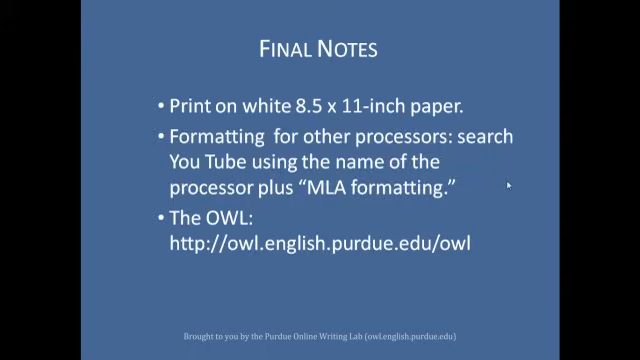 FINAL NOTES
• Print on white 8.5 x 11-inch paper.
• Formatting for other processors: search
You Tube using the name of the
processor plus “MLA formatting.”
• The OWL:
http://owl.english.purdue.edu/owl
Brought to you by the Purdue Online Writing Lab (owl.english.purdue.edu)